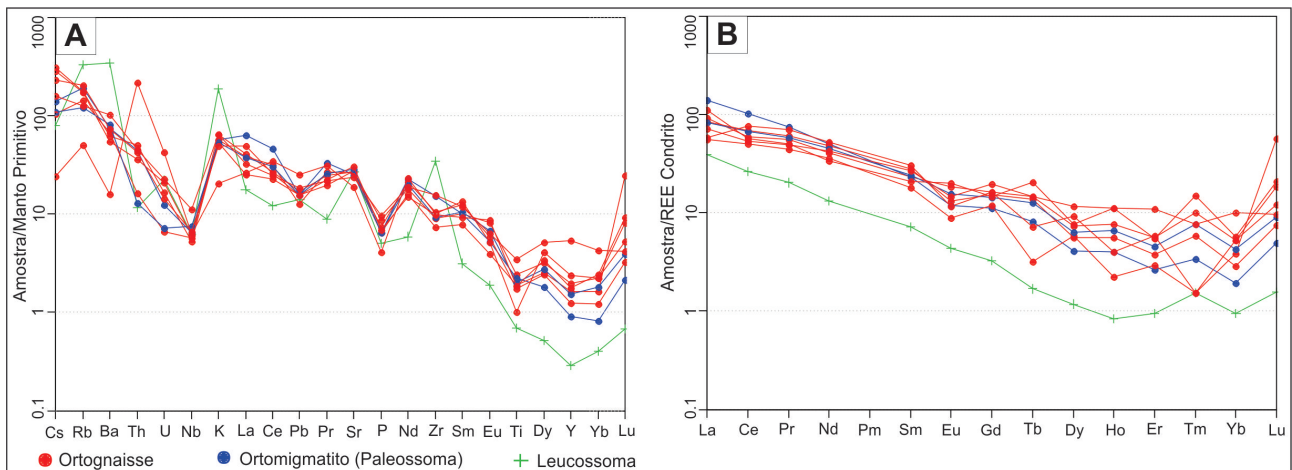 A
B
Amostra/Manto Primitivo
1000
100
10
1
0.1
Cs Rb Ba Th U Nb K La Ce Pb Pr Sr P Nd Zr Sm Eu Ti Dy Y Yb Lu
Amostra/REE Condrito
1000
100
10
1
0.1
La Ce Pr Nd Pm Sm Eu Gd Tb Dy Ho Er Tm Yb Lu
Ortognaisse Ortomigmatito (Paleossoma) Leucossoma